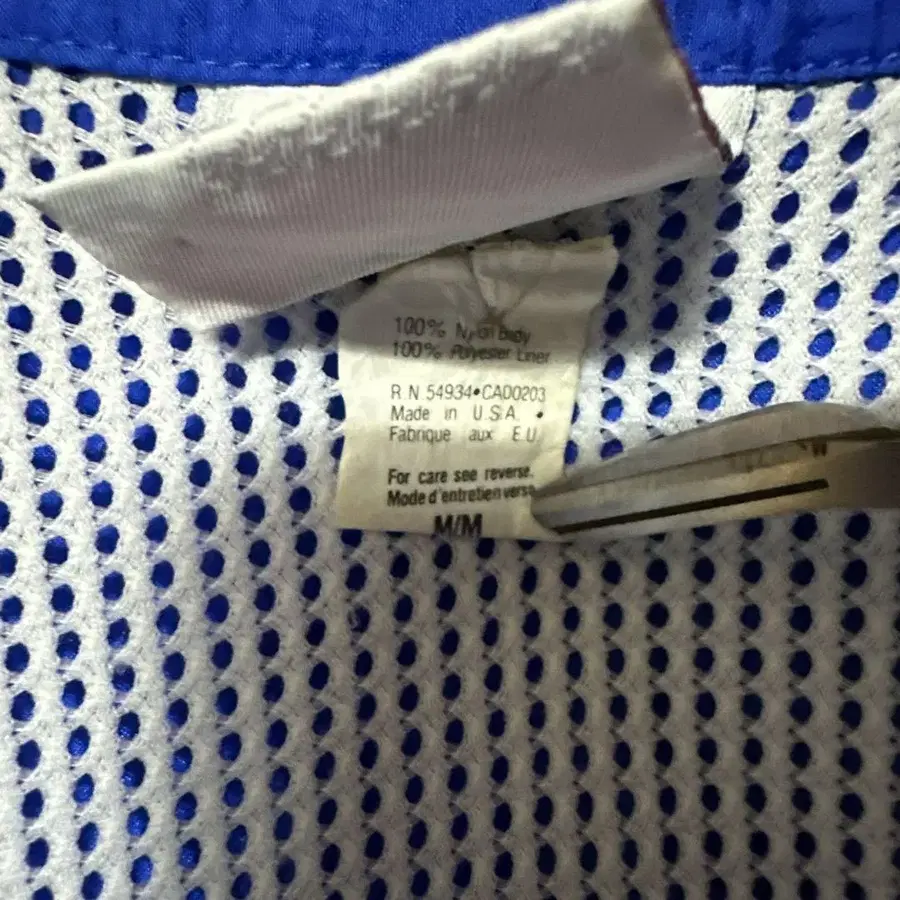 100% Nylon Body
100% Polyester Liner
R N 54934•CA00203
Made in U.S.A. •
Fabrique aux E.U.
For care see reverse.
Mode d'entretien verso
M/M